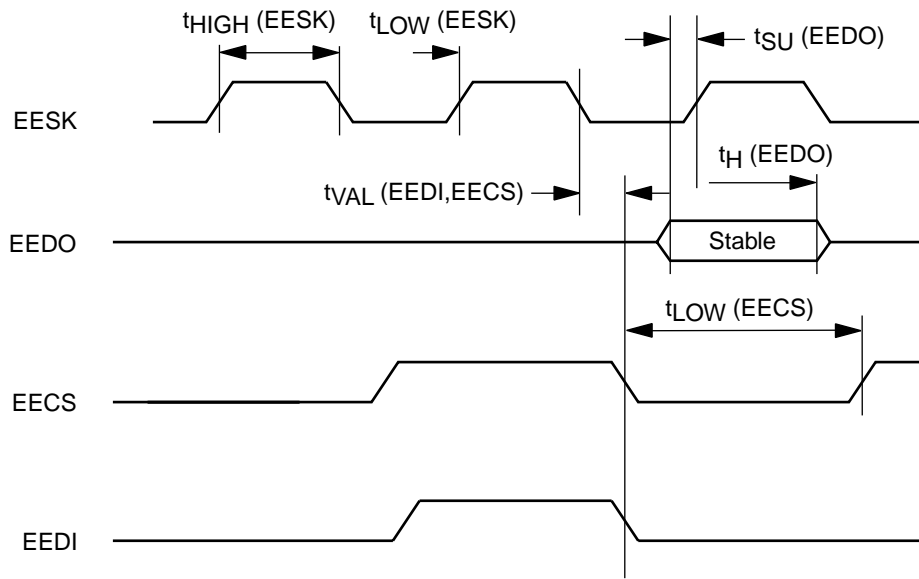 tHIGH (EESK)
tLOW (EESK)
tSU (EEDO)
EESK
tH (EEDO)
tVAL (EEDI,EECS)
EEDO
Stable
tLOW (EECS)
EECS
EEDI